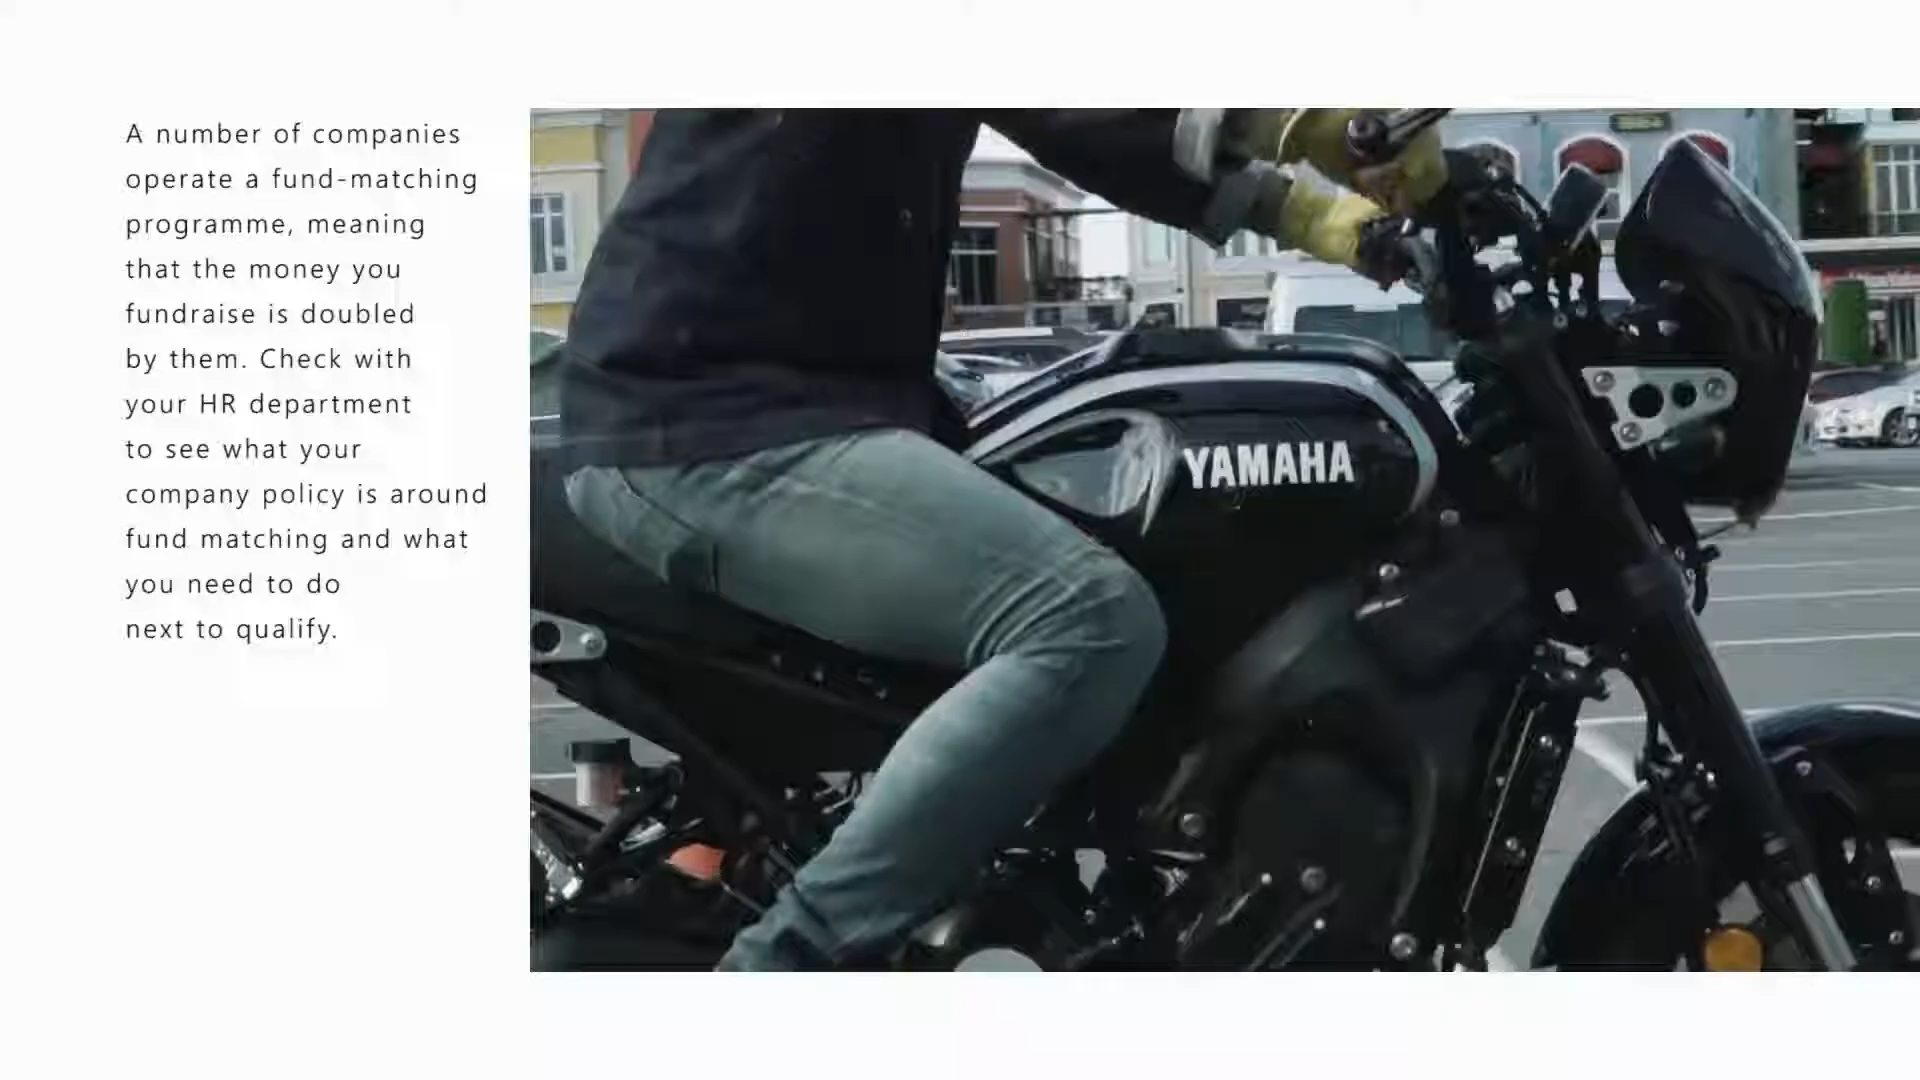 A number of companies
operate a fund-matching
programme, meaning
that the money you
fundraise is doubled
by them. Check with
your HR department
to see what your
company policy is around
fund matching and what
you need to do
next to qualify.
YAMAHA